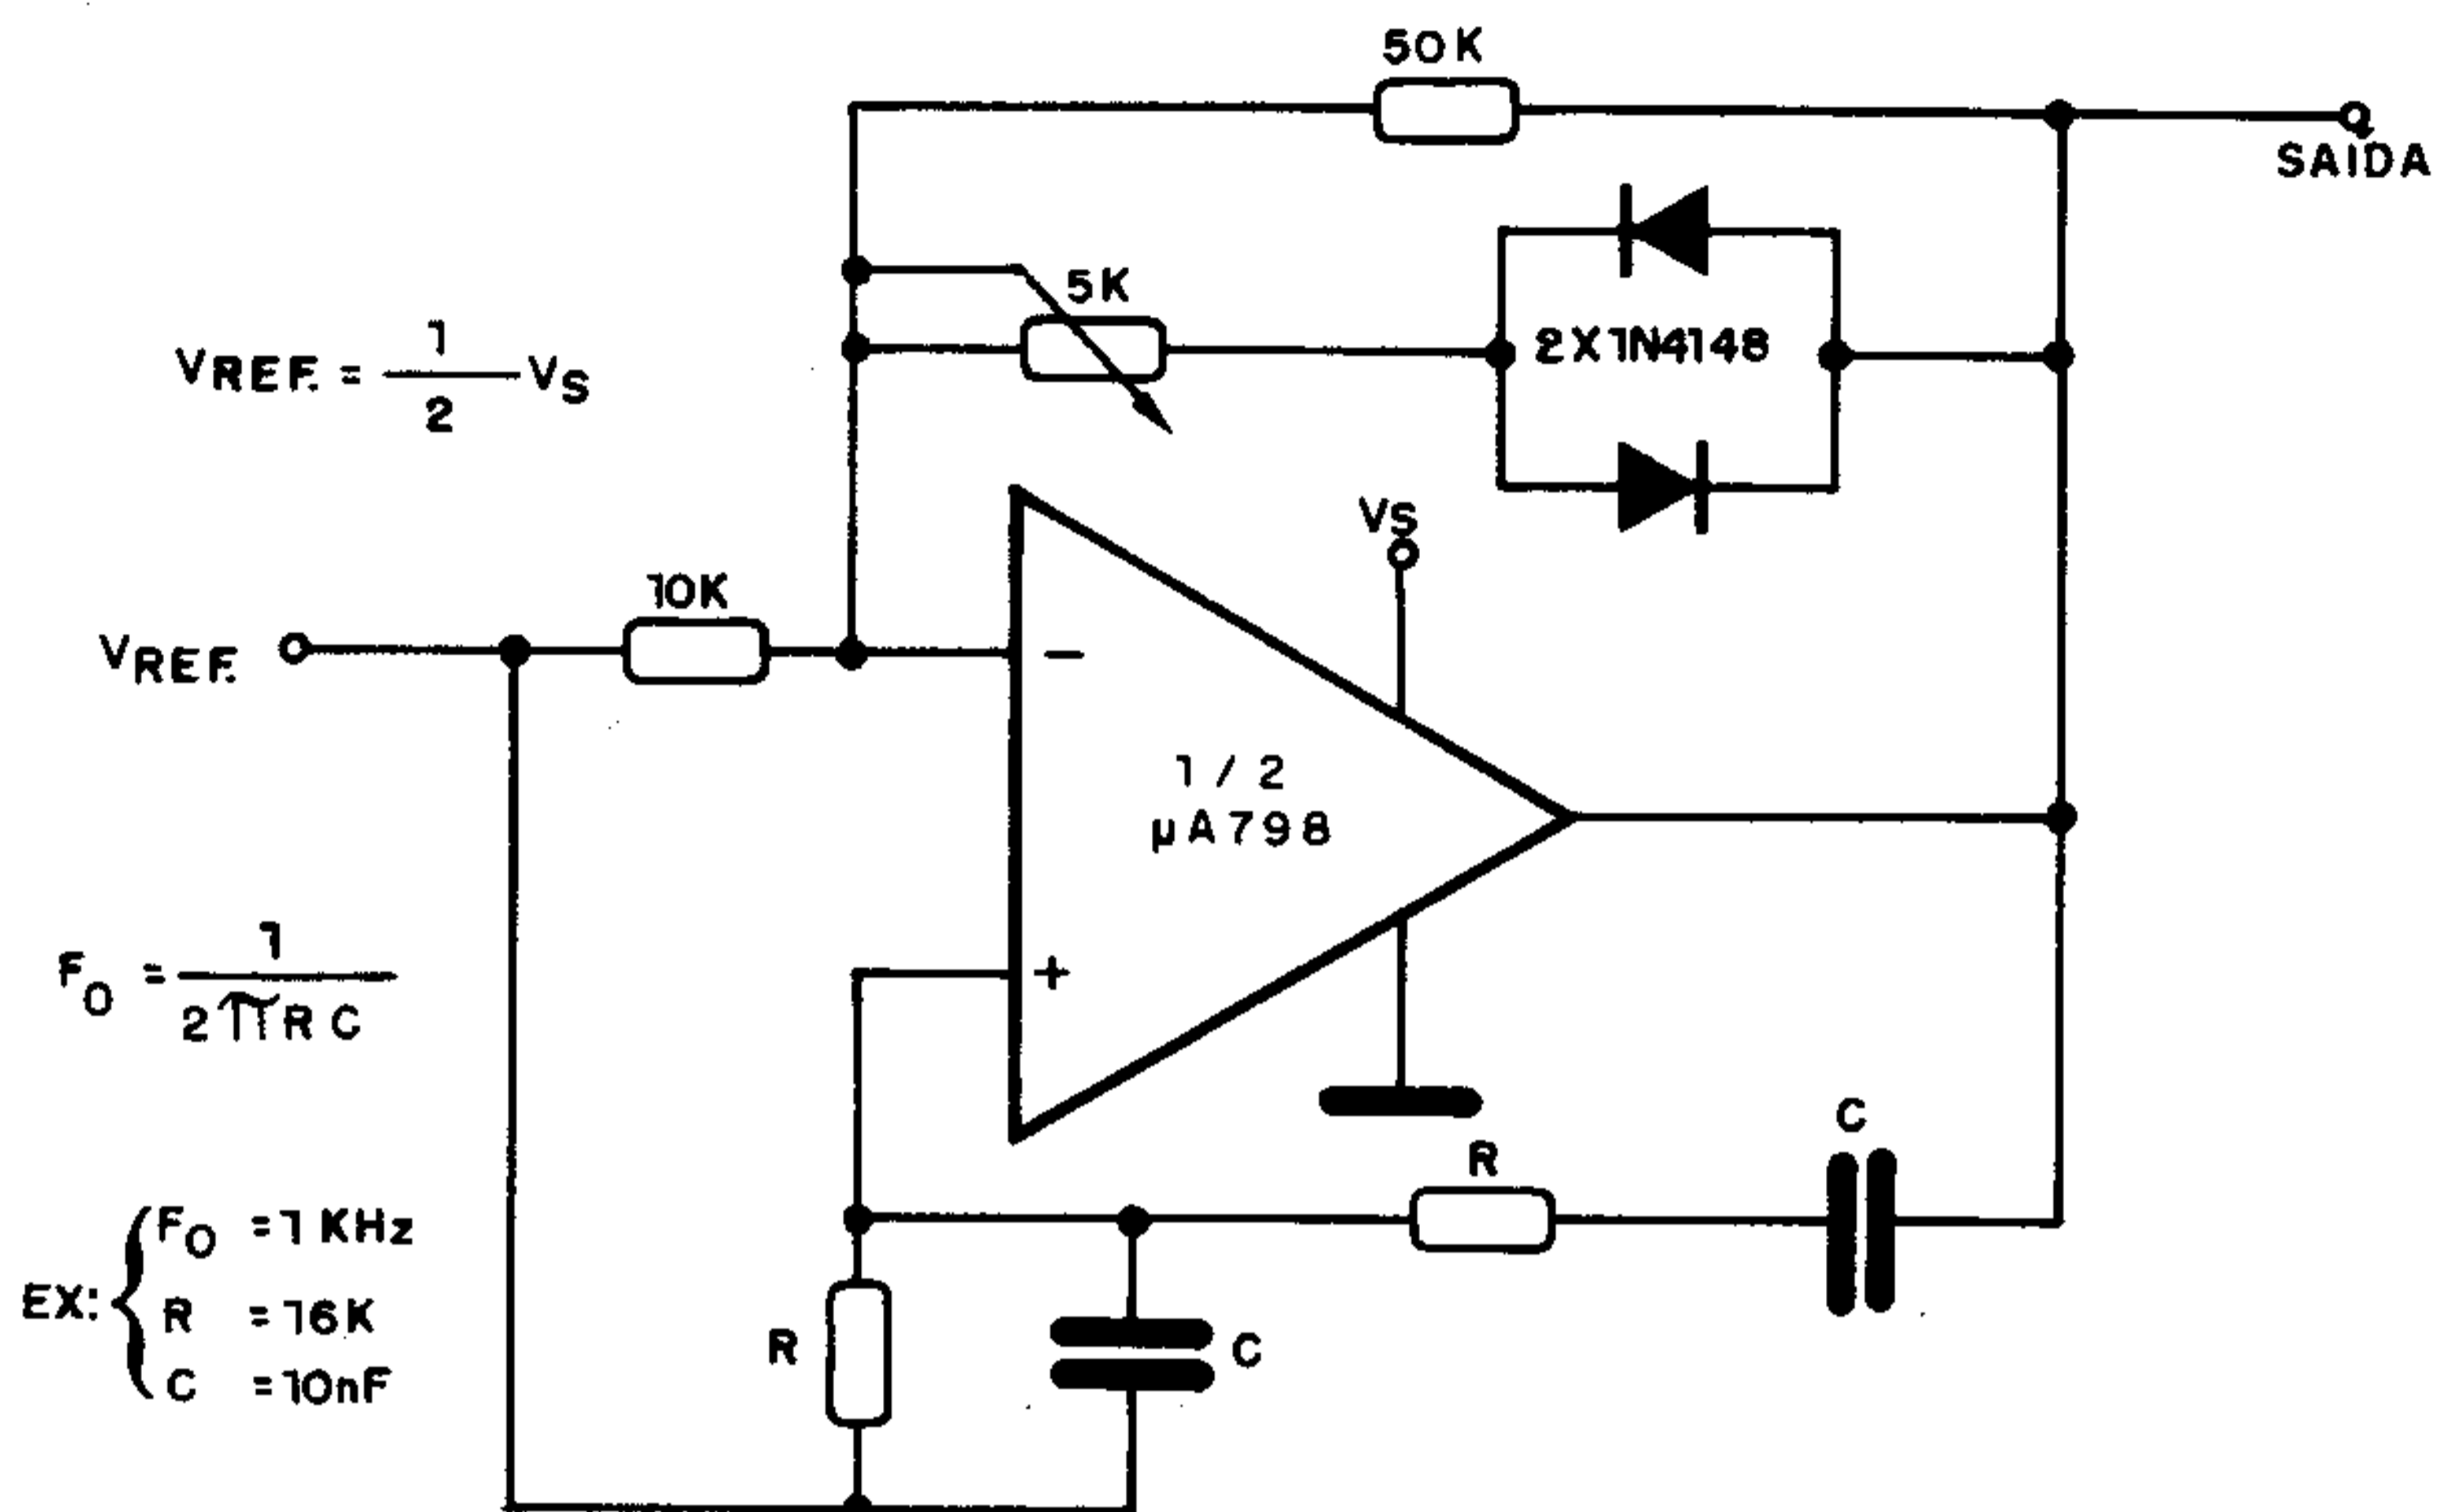 50K
SAIDA
5K
2X1N4148
VREF. = 1/2 VS
VS
10K
VREF.
-
1/2
µA798
+
FO = 1/2πRC
C
R
EX: { FO = 1 KHz
R = 16K
C = 10nF
R
C